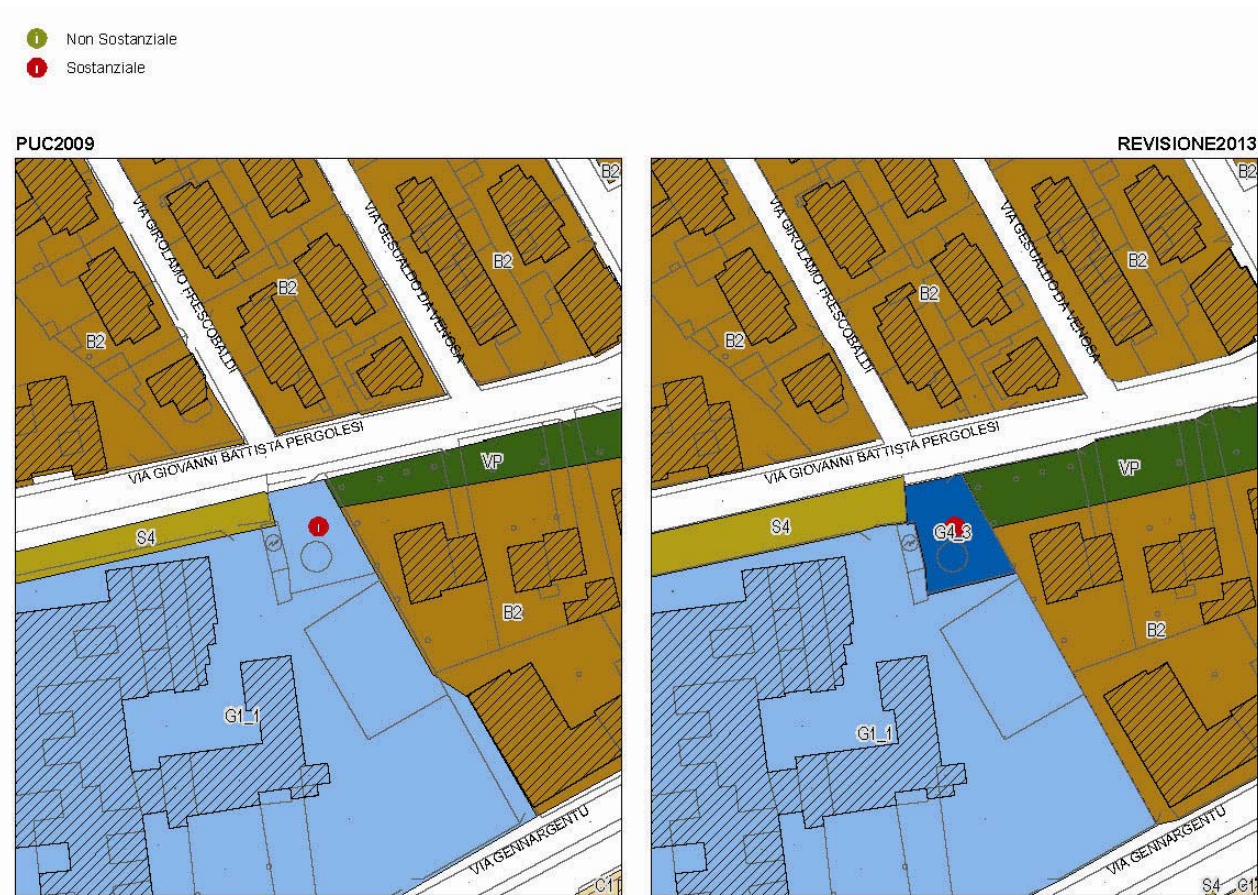 Non Sostanziale
Sostanziale
PUC2009
REVISIONE2013
B2
VIA GIROLAMO FRESCOBALDI
VIA GESUALDO DA VENOSA
B2
B2
B2
VIA GIOVANNI BATTISTA PERGOLESI
VP
S4
B2
G1_1
VIA GENNARGENTU
B2
VIA GIROLAMO FRESCOBALDI
VIA GESUALDO DA VENOSA
B2
B2
B2
VIA GIOVANNI BATTISTA PERGOLESI
VP
S4
G4_3
B2
G1_1
VIA GENNARGENTU
S4